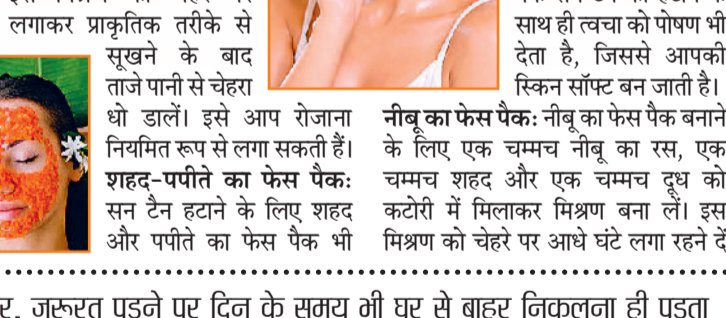 लगाकर प्राकृतिक तरीके से
सूखने के बाद
ताजे पानी से चेहरा
धो डालें। इसे आप रोजाना
नियमित रूप से लगा सकती हैं।
शहद-पपीते का फेस पैक:
सन टैन हटाने के लिए शहद
और पपीते का फेस पैक भी
साथ ही त्वचा को पोषण भी
देता है, जिससे आपकी
स्किन सॉफ्ट बन जाती है।
नीबू का फेस पैक: नीबू का फेस पैक बनाने
के लिए एक चम्मच नीबू का रस, एक
चम्मच शहद और एक चम्मच दूध को
कटोरी में मिलाकर मिश्रण बना लें। इस
मिश्रण को चेहरे पर आधे घंटे लगा रहने दें
जरूरत पड़ने पर दिन के समय भी घर से बाहर निकलना ही पड़ता